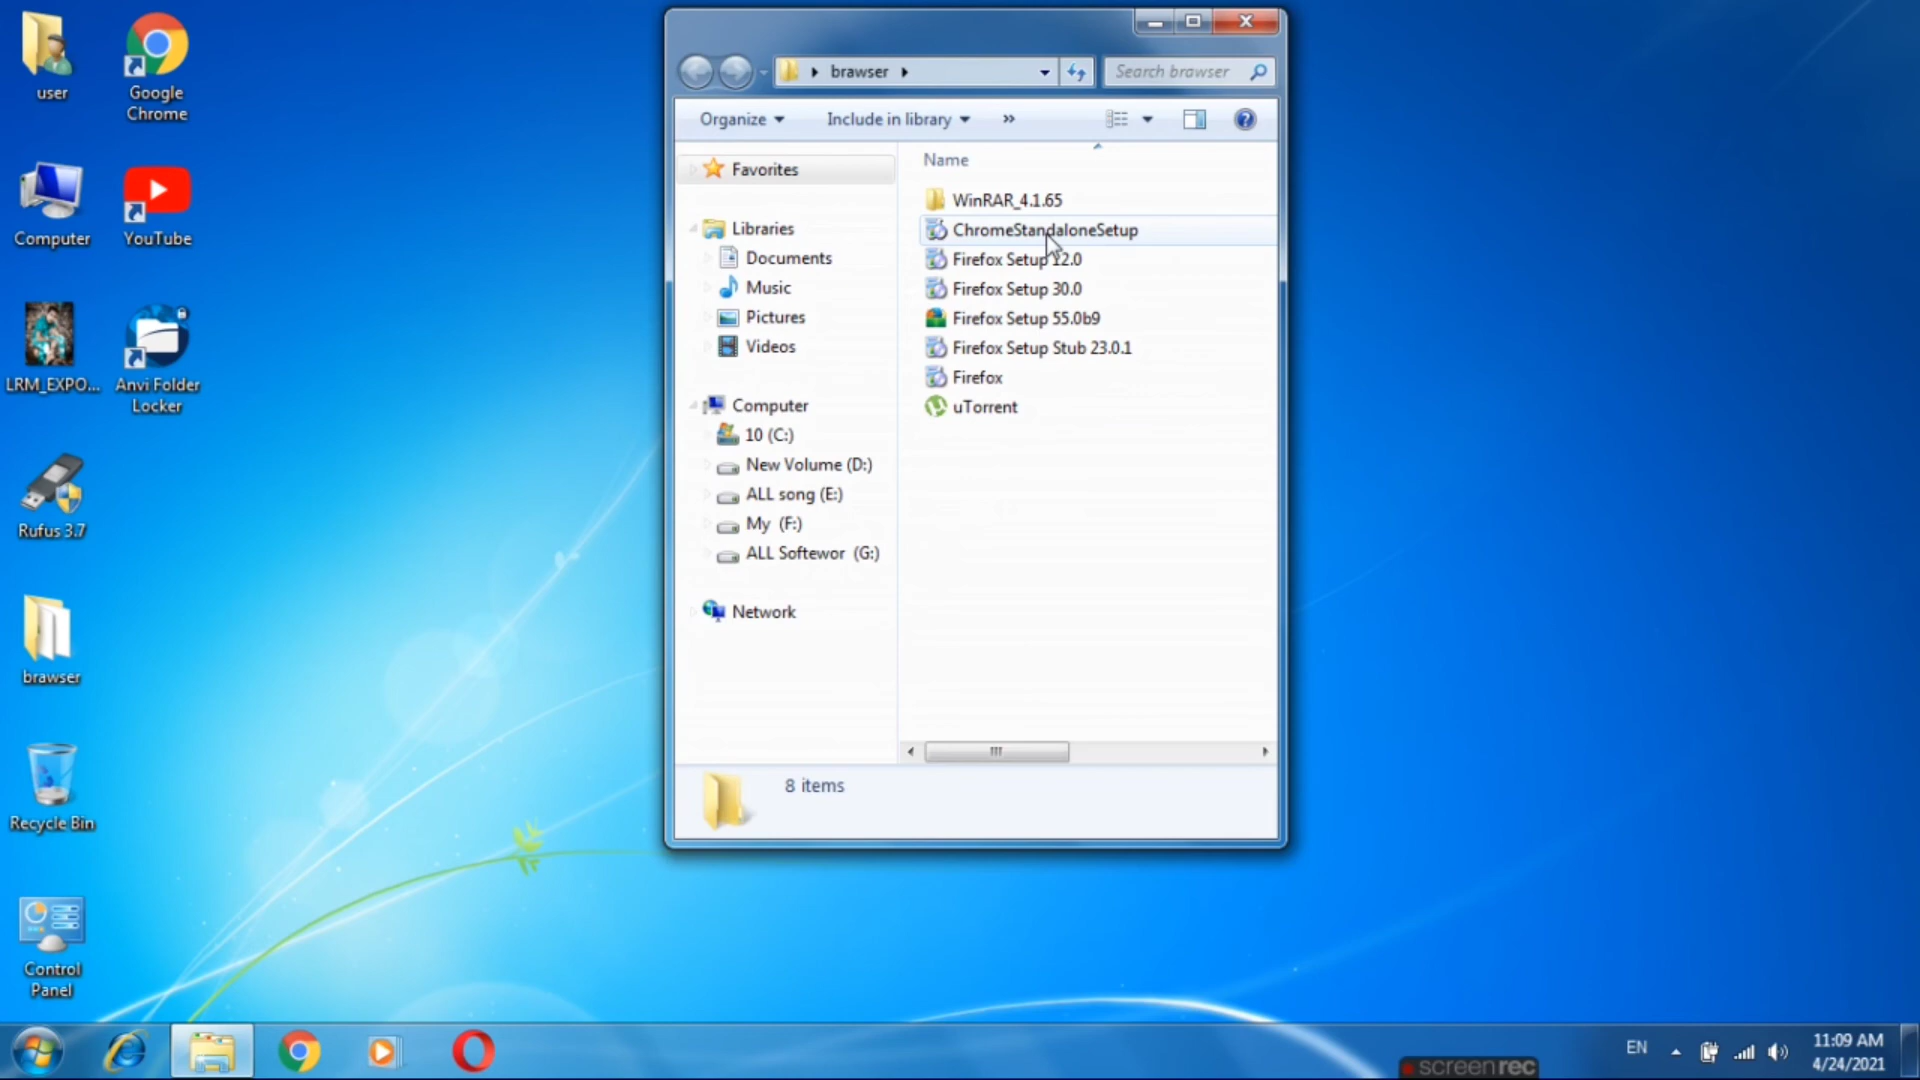 user
Google
Chrome
Computer
YouTube
LRM_EXPO...
Anvi Folder
Locker
Rufus 3.7
brawser
Recycle Bin
Control
Panel
brawser
Search brawser
Organize
Include in library
»
Favorites
Libraries
Documents
Music
Pictures
Videos
Computer
10 (C:)
New Volume (D:)
ALL song (E:)
My (F:)
ALL Softewor (G:)
Network
Name
WinRAR_4.1.65
ChromeStandaloneSetup
Firefox Setup 12.0
Firefox Setup 30.0
Firefox Setup 55.0b9
Firefox Setup Stub 23.0.1
Firefox
uTorrent
8 items
screenrec
EN
11:09 AM
4/24/2021